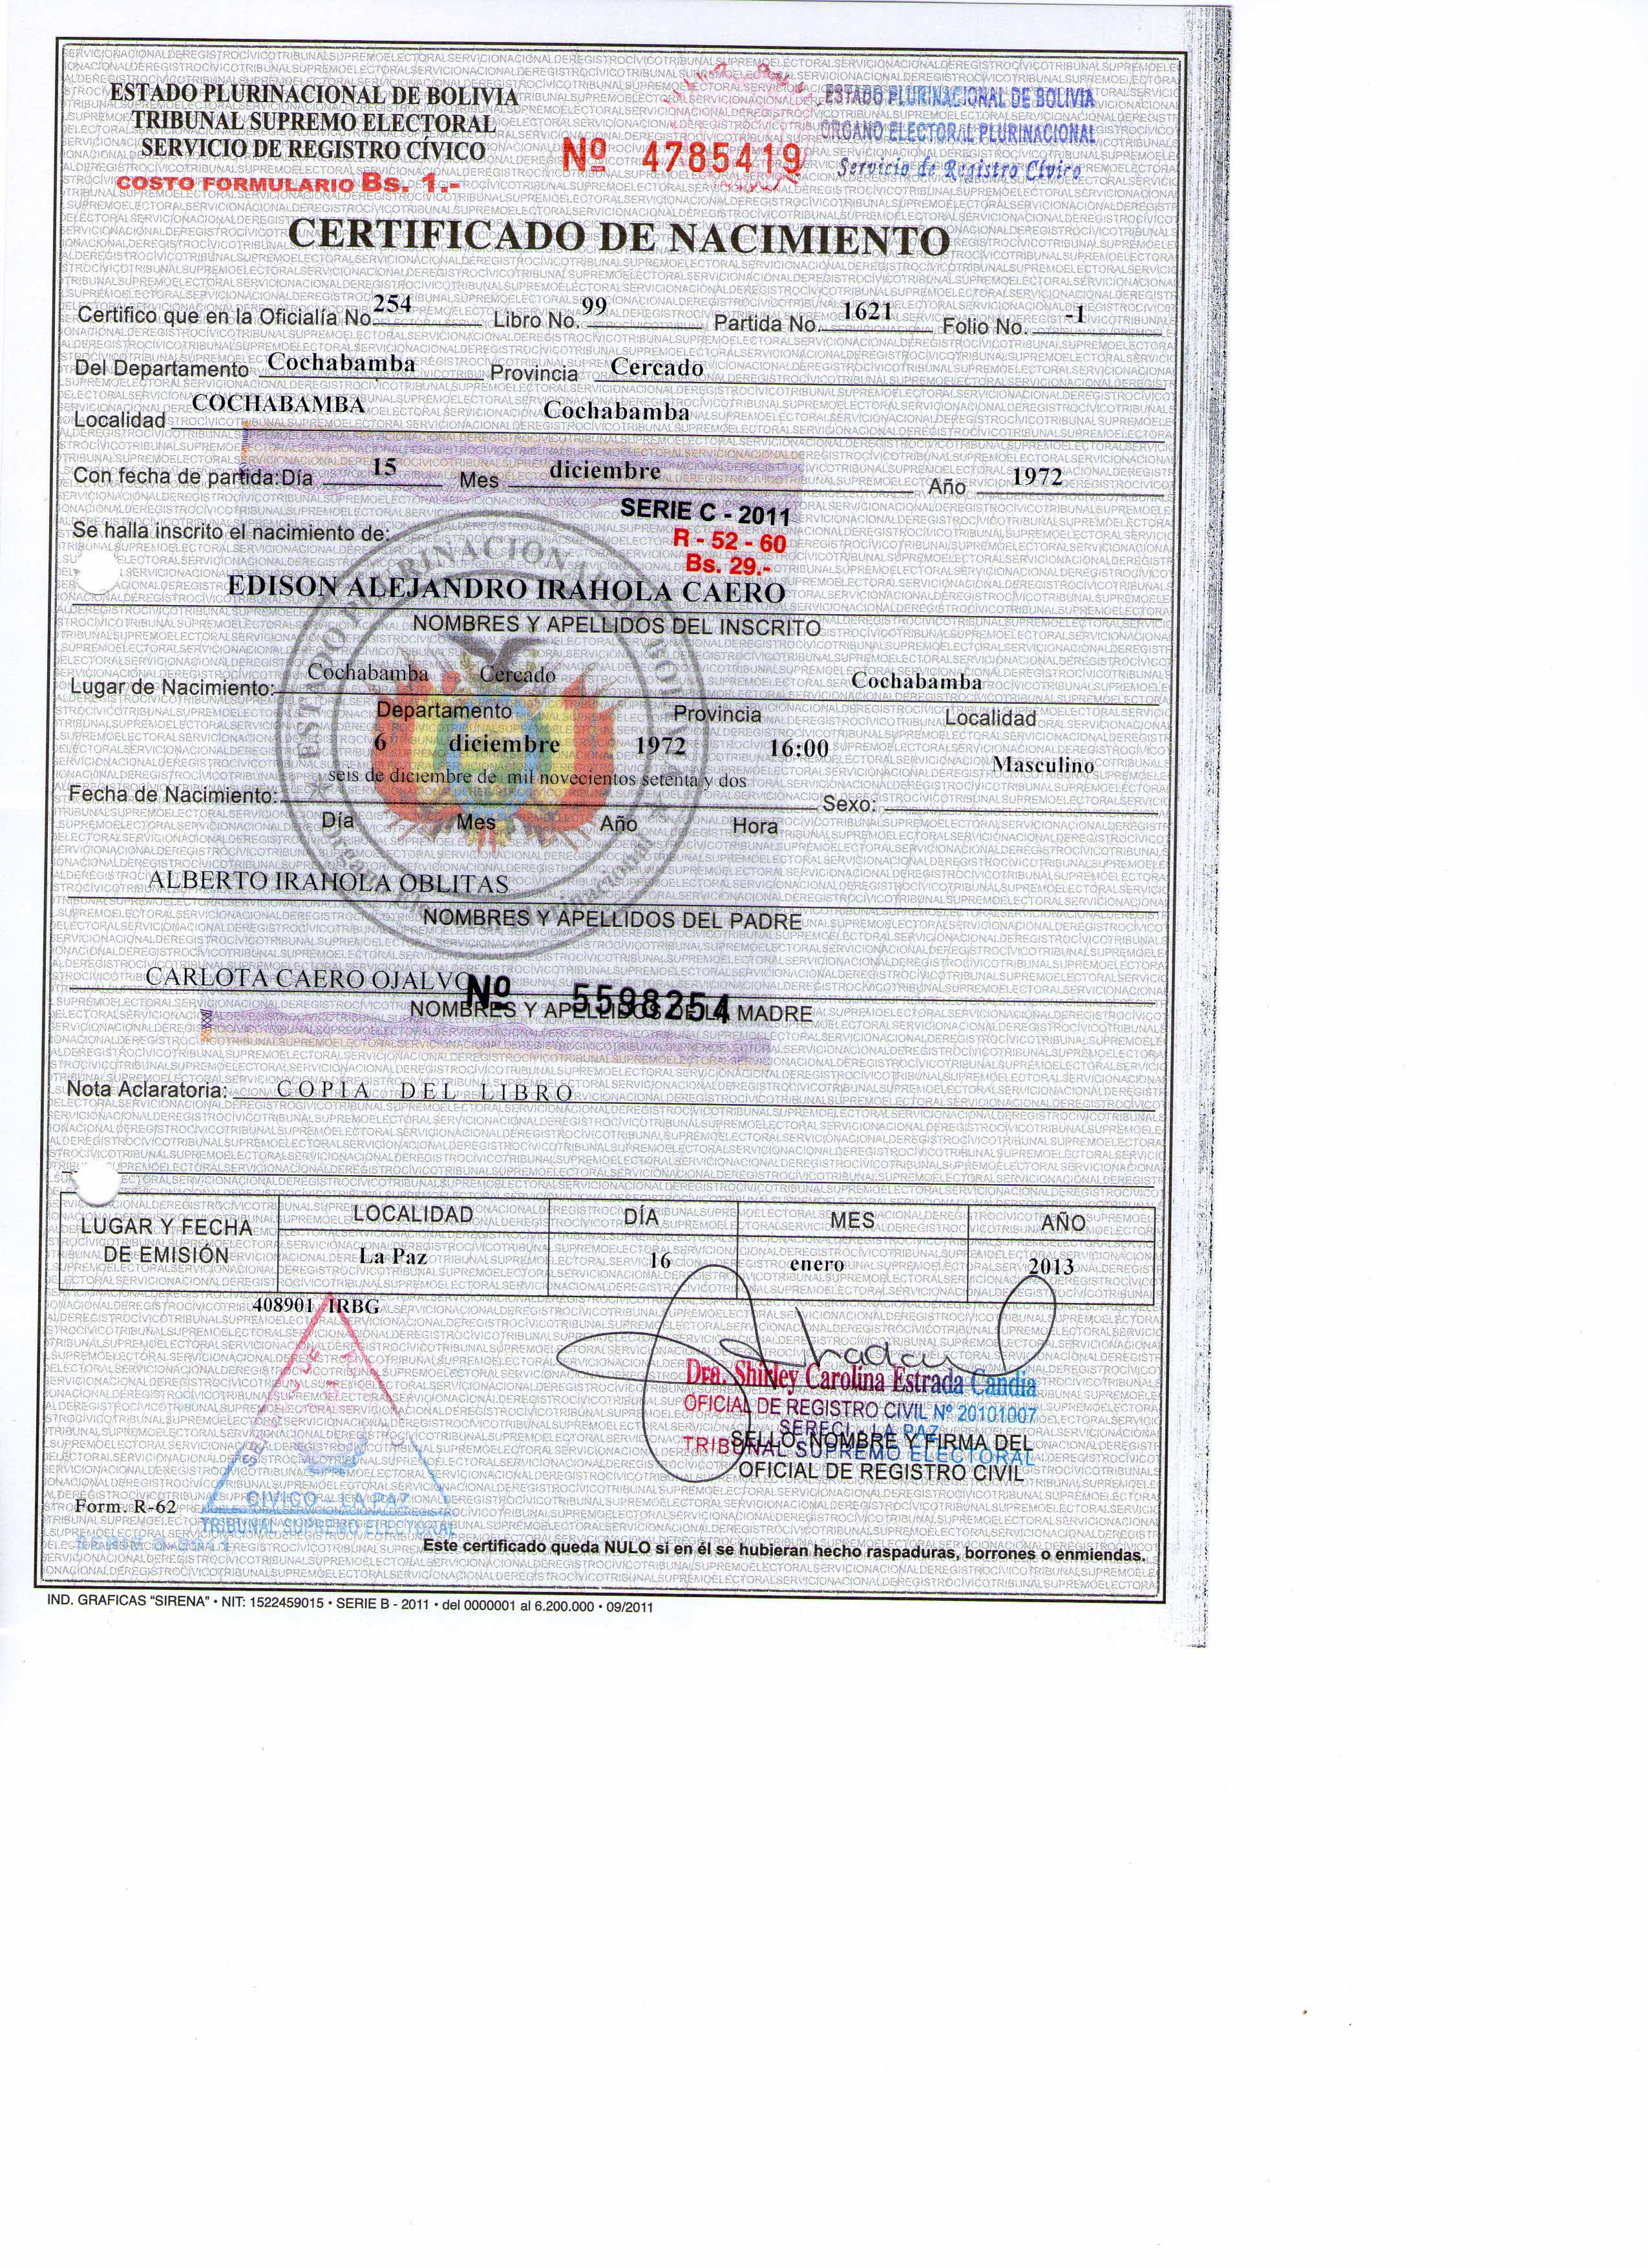 ESTADO PLURINACIONAL DE BOLIVIA
TRIBUNAL SUPREMO ELECTORAL
SERVICIO DE REGISTRO CÍVICO
COSTO FORMULARIO Bs. 1.-
Nº 4785419
ESTADO PLURINACIONAL DE BOLIVIA
ORGANO ELECTORAL PLURINACIONAL
Servicio de Registro Cívico
CERTIFICADO DE NACIMIENTO
Certifico que en la Oficialía No. 254 Libro No. 99 Partida No. 1621 Folio No. -1
Del Departamento Cochabamba Provincia Cercado
Localidad COCHABAMBA Cochabamba
Con fecha de partida: Día 15 Mes diciembre Año 1972
SERIE C - 2011
Se halla inscrito el nacimiento de:
R - 52 - 60
Bs. 29.-
EDISON ALEJANDRO IRAHOLA CAERO
NOMBRES Y APELLIDOS DEL INSCRITO
Lugar de Nacimiento: Cochabamba Cercado Cochabamba
Departamento Provincia Localidad
6 diciembre 1972 16:00
Masculino
seis de diciembre de mil novecientos setenta y dos
Fecha de Nacimiento: Sexo:
Día Mes Año Hora
ALBERTO IRAHOLA OBLITAS
NOMBRES Y APELLIDOS DEL PADRE
CARLOTA CAERO OJALVO
Nº 5598254
NOMBRES Y APELLIDOS DE LA MADRE
Nota Aclaratoria: COPIA DEL LIBRO
LUGAR Y FECHA DE EMISIÓN LOCALIDAD DÍA MES AÑO
La Paz 16 enero 2013
408901 IRBG
Dra. Shirley Carolina Estrada Candia
OFICIAL DE REGISTRO CIVIL Nº 20101007
SERECI - LA PAZ
TRIBUNAL SUPREMO ELECTORAL
SELLO, NOMBRE Y FIRMA DEL
OFICIAL DE REGISTRO CIVIL
Form. R-62
CIVICO - LA PAZ
TRIBUNAL SUPREMO ELECTORAL
Este certificado queda NULO si en él se hubieran hecho raspaduras, borrones o enmiendas.
IND. GRAFICAS "SIRENA" • NIT: 1522459015 • SERIE B - 2011 • del 0000001 al 6.200.000 • 09/2011